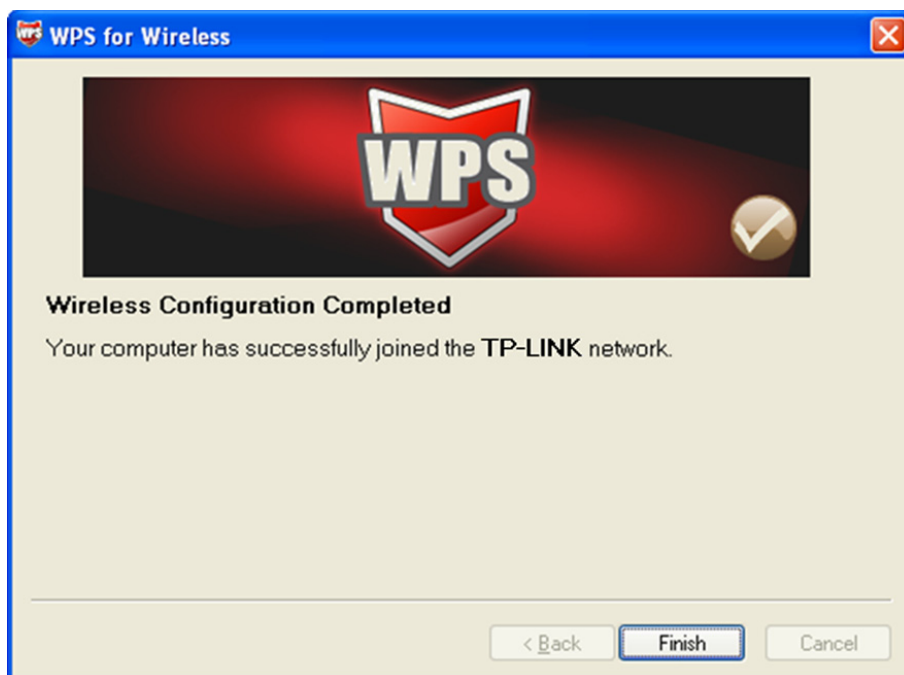 WPS WPS for Wireless
WPS
Wireless Configuration Completed
Your computer has successfully joined the TP-LINK network.
< Back Finish Cancel